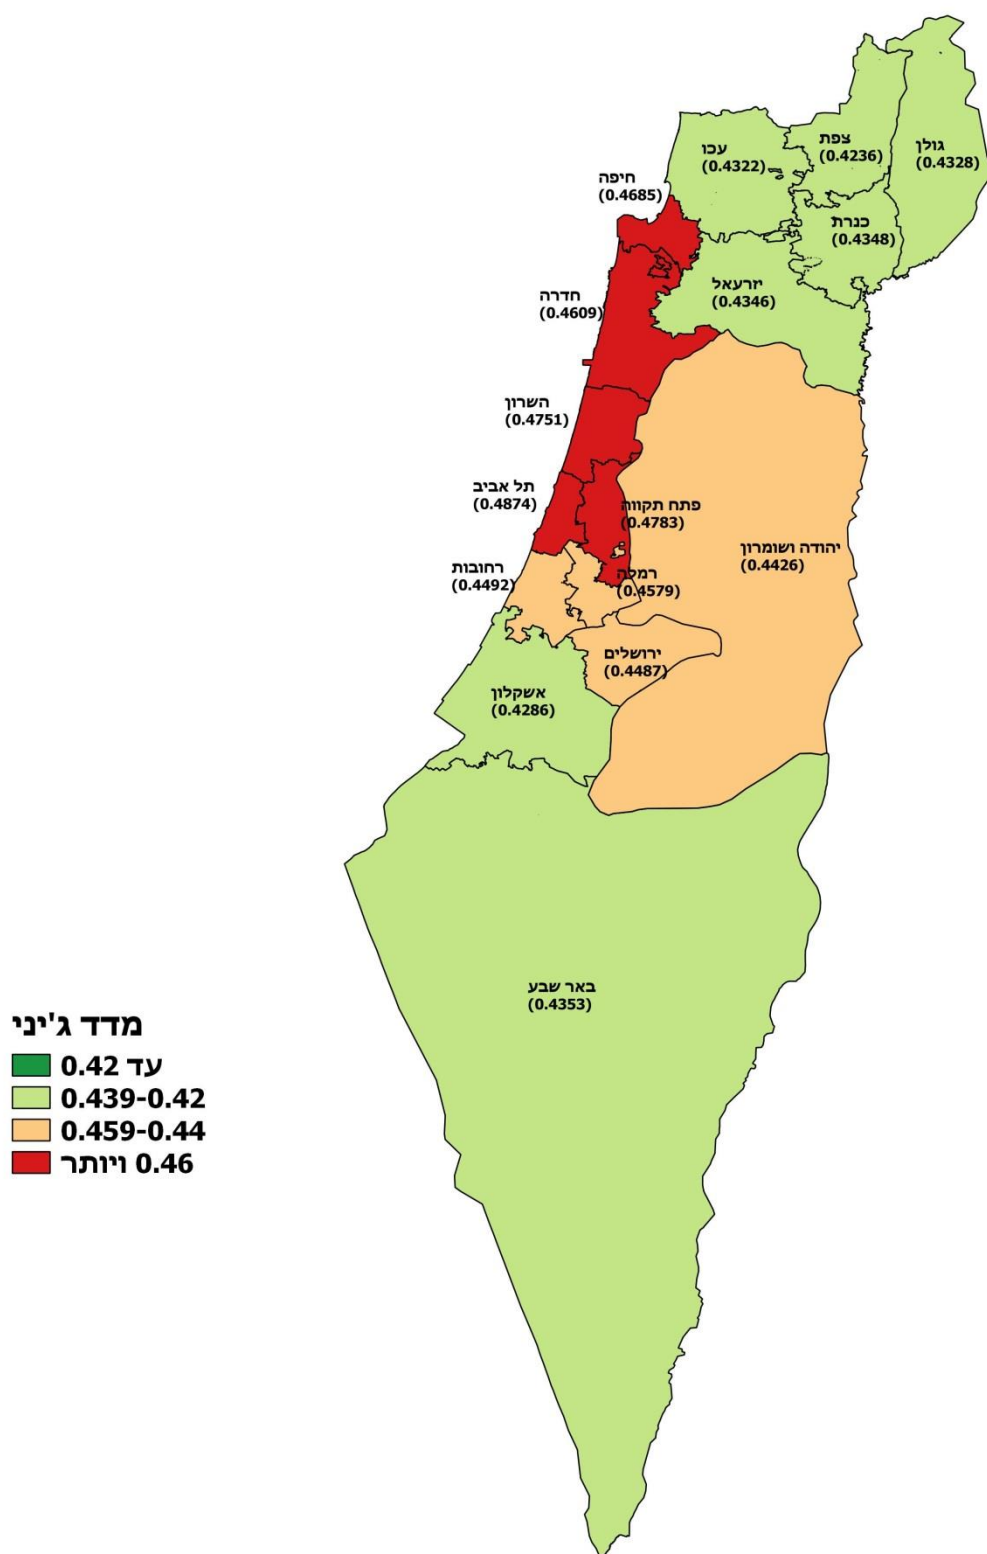 גולן
(0.4328)
צפת
(0.4236)
עכו
(0.4322)
חיפה
(0.4685)
כנרת
(0.4348)
יזרעאל
(0.4346)
חדרה
(0.4609)
השרון
(0.4751)
תל אביב
(0.4874)
פתח תקווה
(0.4783)
יהודה ושומרון
(0.4426)
רחובות
(0.4492)
רמלה
(0.4579)
ירושלים
(0.4487)
אשקלון
(0.4286)
באר שבע
(0.4353)
מדד ג'יני
עד 0.42
0.439-0.42
0.459-0.44
0.46 ויותר